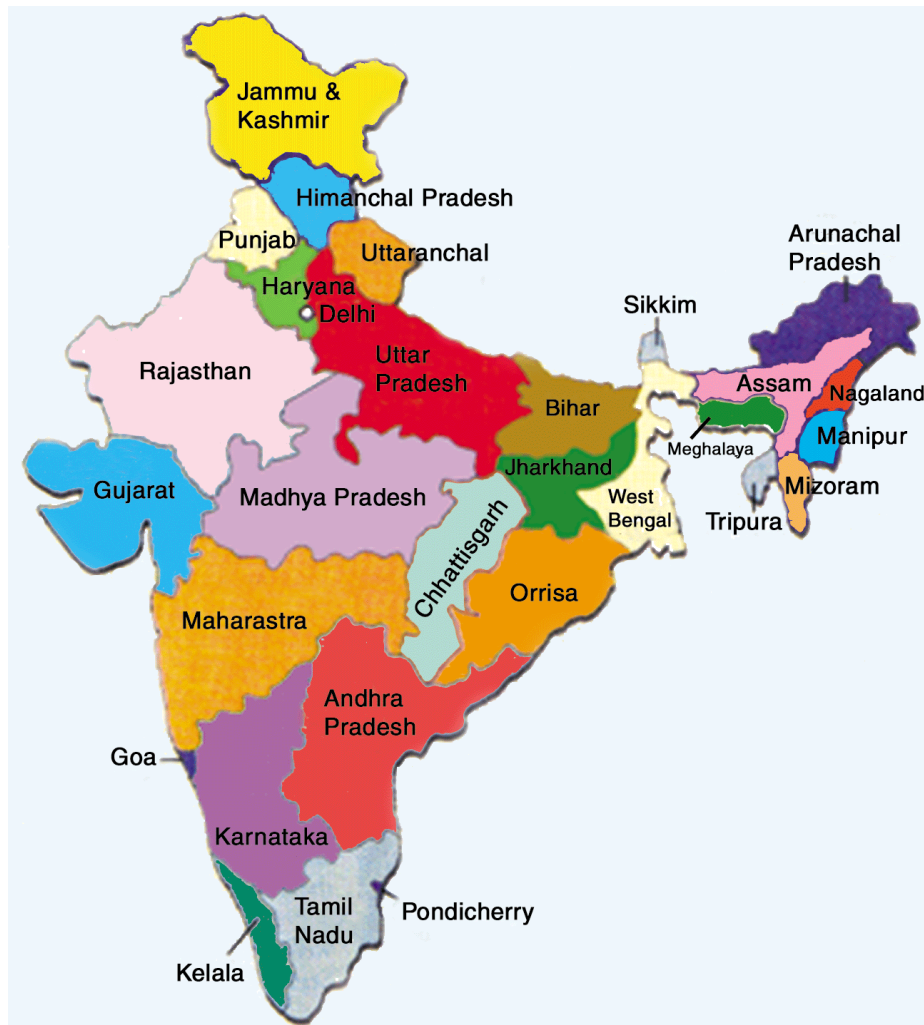 Jammu &
Kashmir
Himanchal Pradesh
Punjab
Uttaranchal
Arunachal
Pradesh
Haryana
Delhi
Sikkim
Rajasthan
Uttar
Pradesh
Assam
Nagaland
Bihar
Manipur
Meghalaya
Jharkhand
Gujarat
Madhya Pradesh
Mizoram
West
Bengal
Tripura
Chhattisgarh
Orrisa
Maharastra
Andhra
Pradesh
Goa
Karnataka
Tamil
Nadu
Pondicherry
Kelala